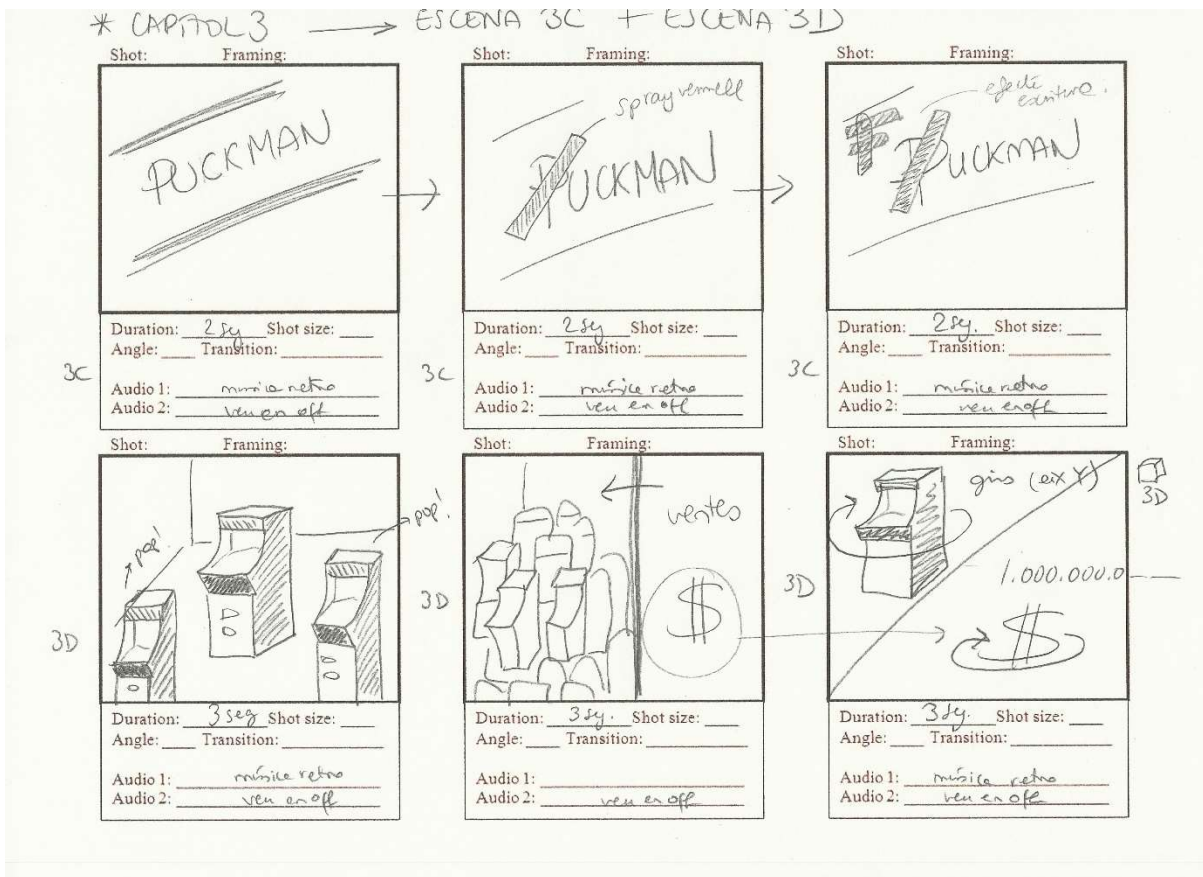 * CAPÍTOL 3 → ESCENA 3C + ESCENA 3D
Shot: Framing:
PUCKMAN
Duration: 2 seg Shot size:
Angle: Transition:
3C
Audio 1: música retro
Audio 2: veu en off
Shot: Framing:
spray vermell
PUCKMAN
Duration: 2 seg Shot size:
Angle: Transition:
3C
Audio 1: música retro
Audio 2: veu en off
Shot: Framing:
efecte escritura.
F PUCKMAN
Duration: 2 seg. Shot size:
Angle: Transition:
3C
Audio 1: música retro
Audio 2: veu en off
Shot: Framing:
pop!
pop!
3D
Duration: 3 seg Shot size:
Angle: Transition:
Audio 1: música retro
Audio 2: veu en off
Shot: Framing:
ventes
$
3D
Duration: 3 seg. Shot size:
Angle: Transition:
Audio 1:
Audio 2: veu en off
Shot: Framing:
giro (eix Y)
3D
1.000.000.0
$
3D
Duration: 3 seg. Shot size:
Angle: Transition:
Audio 1: música retro
Audio 2: veu en off